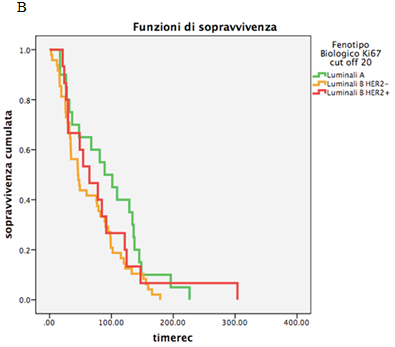 B
Funzioni di sopravvivenza
Fenotipo
Biologico Ki67
cut off 20
Luminali A
Luminali B HER2-
Luminali B HER2+
sopravvivenza cumulata
1.0
0.8
0.6
0.4
0.2
0.0
.00 100.00 200.00 300.00 400.00
timerec